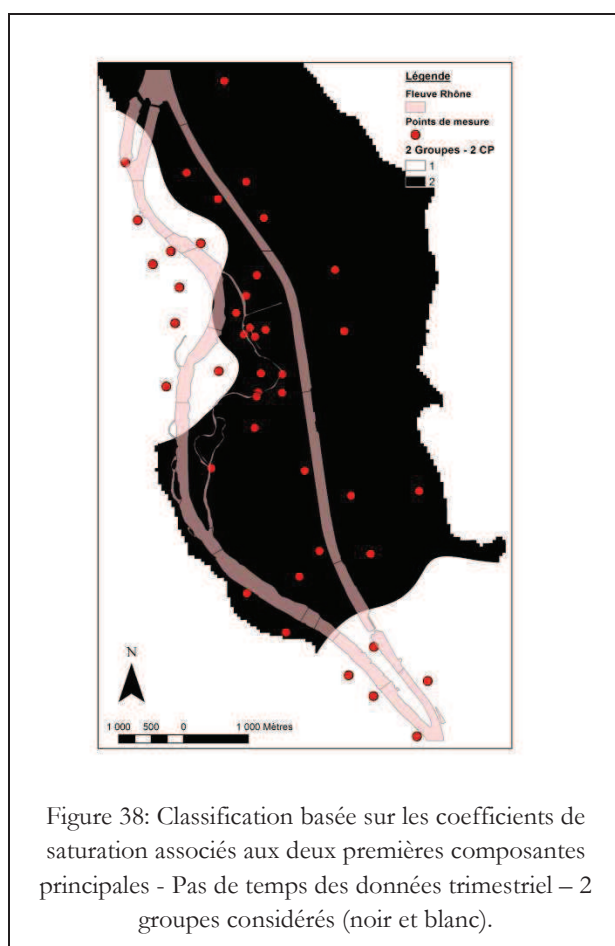 Légende
Fleuve Rhône
Points de mesure
2 Groupes - 2 CP
1
2
N
1 000 500 0 1 000 Mètres
Figure 38: Classification basée sur les coefficients de
saturation associés aux deux premières composantes
principales - Pas de temps des données trimestriel – 2
groupes considérés (noir et blanc).